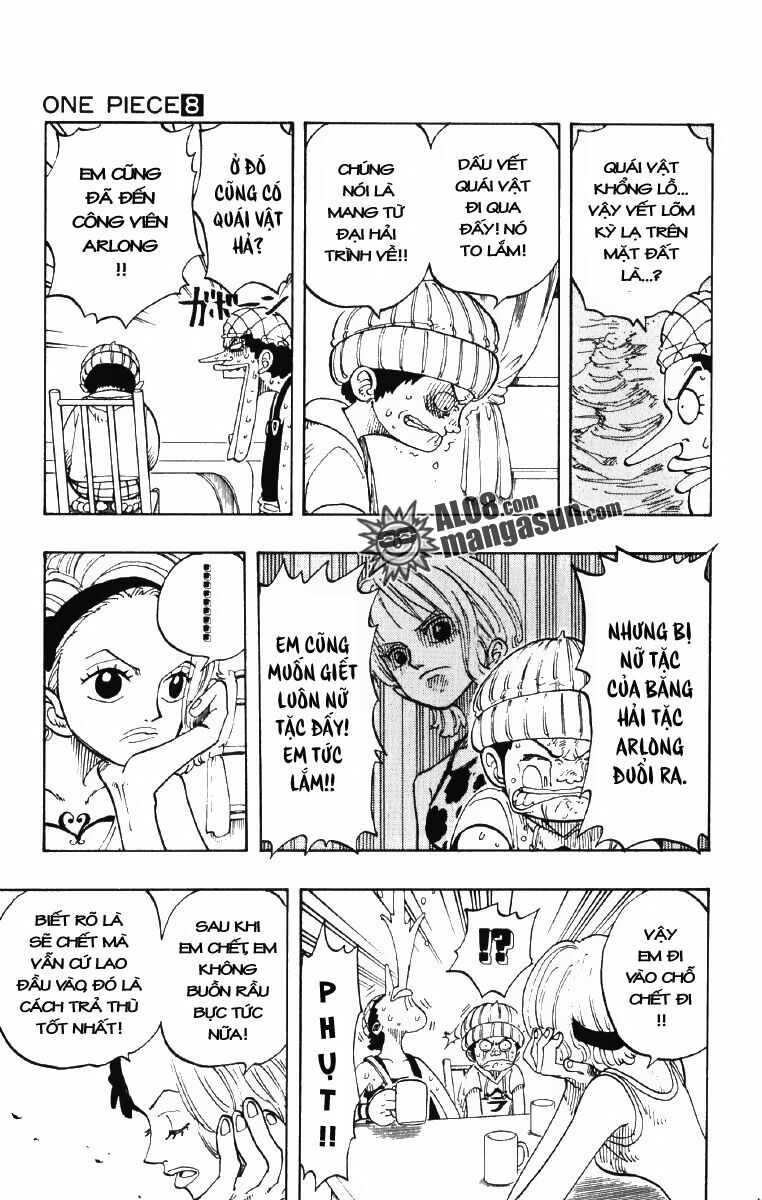 ONE PIECE 8
QUÁI VẬT
KHỔNG LỒ...
VẬY VẾT LÕM
KỲ LẠ TRÊN
MẶT ĐẤT
LÀ...?
DẤU VẾT
QUÁI VẬT
ĐI QUA
ĐẤY! NÓ
TO LẮM!
CHÚNG
NÓI LÀ
MANG TỪ
ĐẠI HẢI
TRÌNH VỀ!!
Ở ĐÓ
CŨNG CÓ
QUÁI VẬT
HẢ?
EM CŨNG
ĐÃ ĐẾN
CÔNG VIÊN
ARLONG
!!
ガボーン
AL08.com
mangasun.com
NHƯNG BỊ
NỮ TẶC
CỦA BĂNG
HẢI TẶC
ARLONG
ĐUỔI RA.
EM CŨNG
MUỐN GIẾT
LUÔN NỮ
TẶC ĐẤY!
EM TỨC
LẮM!!
VẬY
EM ĐI
VÀO CHỖ
CHẾT ĐI
!!
!?
PHỤT!!
SAU KHI
EM CHẾT, EM
KHÔNG
BUỒN RẦU
BỰC TỨC
NỮA!
BIẾT RÕ LÀ
SẼ CHẾT MÀ
VẪN CỨ LAO
ĐẦU VÀO, ĐÓ LÀ
CÁCH TRẢ THÙ
TỐT NHẤT!